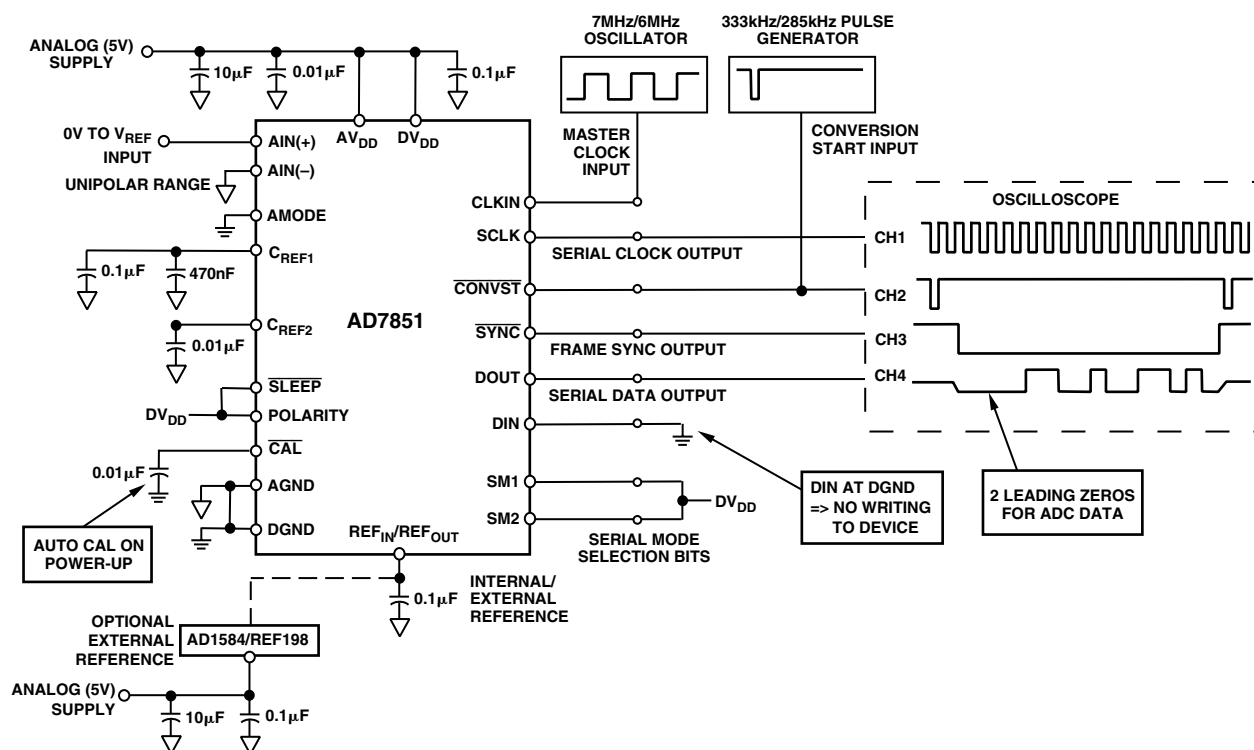 7MHz/6MHz
OSCILLATOR
333kHz/285kHz PULSE
GENERATOR
ANALOG (5V)
SUPPLY
10µF
0.01µF
0.1µF
0V TO VREF
INPUT
AIN(+)
AVDD
DVDD
MASTER
CLOCK
INPUT
CONVERSION
START INPUT
AIN(–)
UNIPOLAR RANGE
AMODE
CLKIN
OSCILLOSCOPE
SCLK
SERIAL CLOCK OUTPUT
CH1
CREF1
0.1µF
470nF
CONVST
CH2
AD7851
CREF2
0.01µF
SYNC
FRAME SYNC OUTPUT
CH3
SLEEP
DOUT
SERIAL DATA OUTPUT
CH4
DVDD
POLARITY
DIN
CAL
0.01µF
AGND
SM1
DVDD
DIN AT DGND
=> NO WRITING
TO DEVICE
2 LEADING ZEROS
FOR ADC DATA
DGND
SM2
SERIAL MODE
SELECTION BITS
AUTO CAL ON
POWER-UP
REFIN/REFOUT
0.1µF
INTERNAL/
EXTERNAL
REFERENCE
OPTIONAL
EXTERNAL
REFERENCE
AD1584/REF198
ANALOG (5V)
SUPPLY
10µF
0.1µF